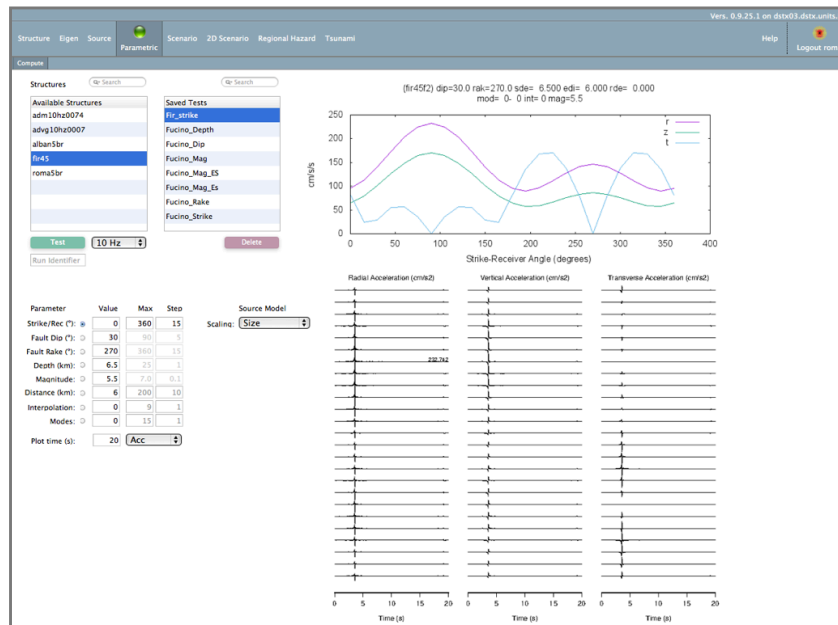 Vers. 0.9.25.1 on dstx03.dstx.units.
Structure Eigen Source Parametric Scenario 2D Scenario Regional Hazard Tsunami Help Logout rom
Compute
Structures Search Search
Available Structures Saved Tests
adm10hz0074 Fir_strike
advg10hz0007 Fucino_Depth
alban5br Fucino_Dip
fir45 Fucino_Mag
roma5br Fucino_Mag_ES
Fucino_Mag_Es
Fucino_Rake
Fucino_Strike
Test 10 Hz Delete
Run Identifier
(fir45f2) dip=30.0 rak=270.0 sde= 6.500 edi= 6.000 rde= 0.000
mod= 0- 0 int= 0 mag=5.5
250
200
150
100
50
0
cm/s/s
r
z
t
0 50 100 150 200 250 300 350 400
Strike-Receiver Angle (degrees)
Parameter Value Max Step Source Model
Strike/Rec (°): 0 360 15 Scaling: Size
Fault Dip (°): 30 90 5
Fault Rake (°): 270 360 15
Depth (km): 6.5 25 1
Magnitude: 5.5 7.0 0.1
Distance (km): 6 200 10
Interpolation: 0 9 1
Modes: 0 15 1
Plot time (s): 20 Acc
Radial Acceleration (cm/s2) Vertical Acceleration (cm/s2) Transverse Acceleration (cm/s2)
0 5 10 15 20 0 5 10 15 20 0 5 10 15 20
Time (s) Time (s) Time (s)